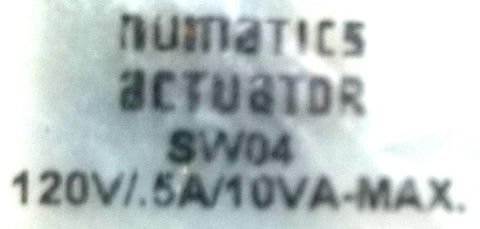 numatics
actuator
SW04
120V/.5A/10VA-MAX.